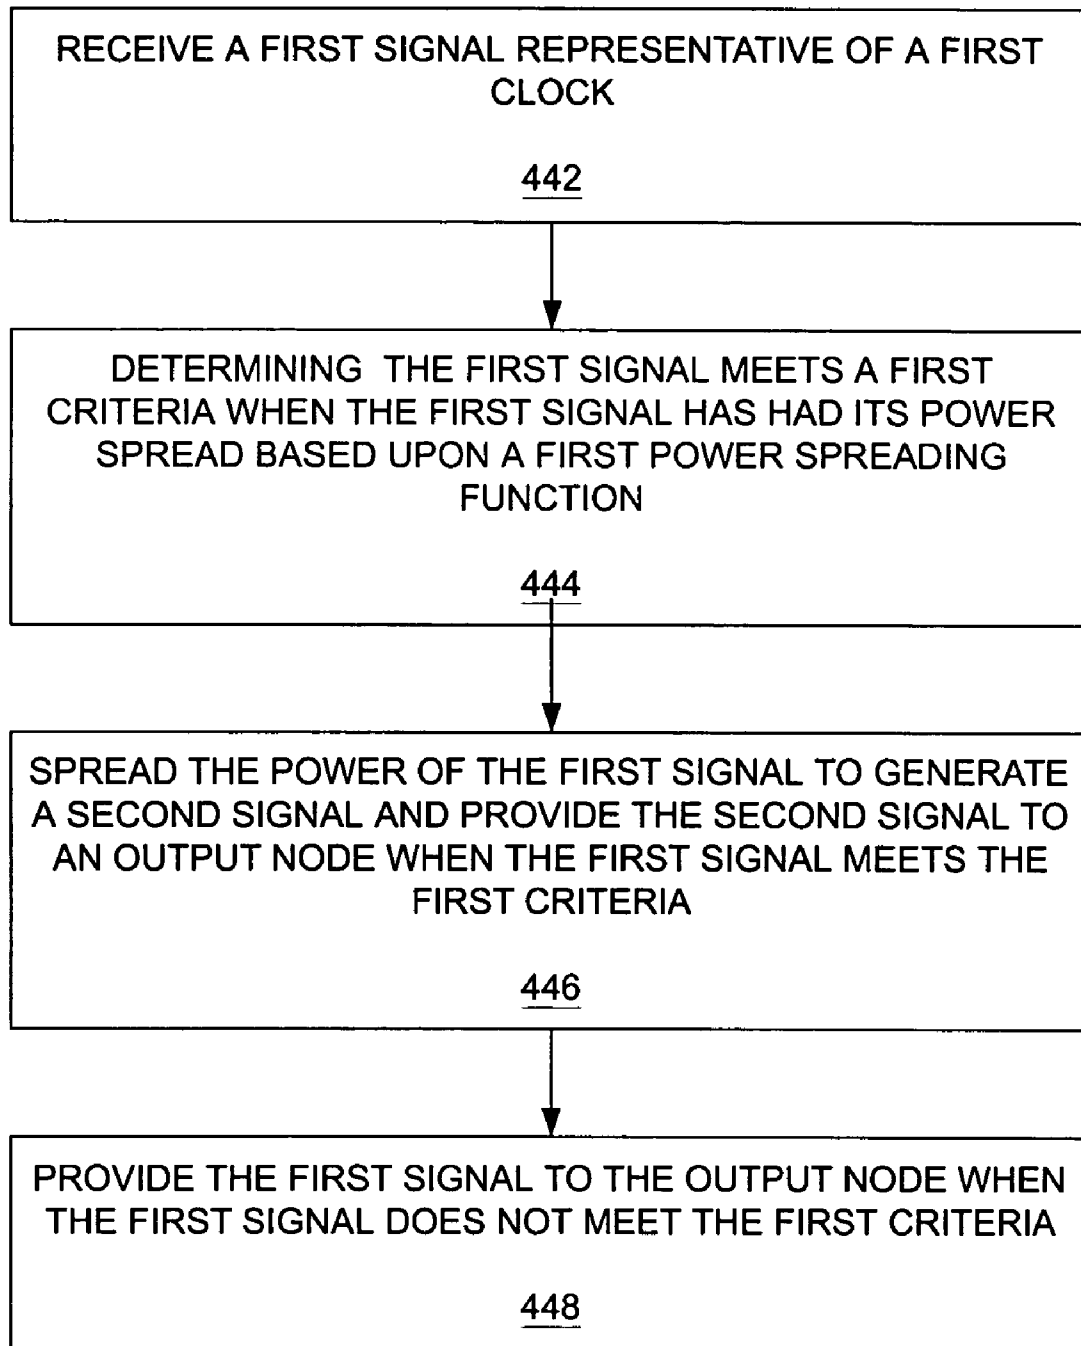 RECEIVE A FIRST SIGNAL REPRESENTATIVE OF A FIRST
CLOCK
442
DETERMINING THE FIRST SIGNAL MEETS A FIRST
CRITERIA WHEN THE FIRST SIGNAL HAS HAD ITS POWER
SPREAD BASED UPON A FIRST POWER SPREADING
FUNCTION
444
SPREAD THE POWER OF THE FIRST SIGNAL TO GENERATE
A SECOND SIGNAL AND PROVIDE THE SECOND SIGNAL TO
AN OUTPUT NODE WHEN THE FIRST SIGNAL MEETS THE
FIRST CRITERIA
446
PROVIDE THE FIRST SIGNAL TO THE OUTPUT NODE WHEN
THE FIRST SIGNAL DOES NOT MEET THE FIRST CRITERIA
448